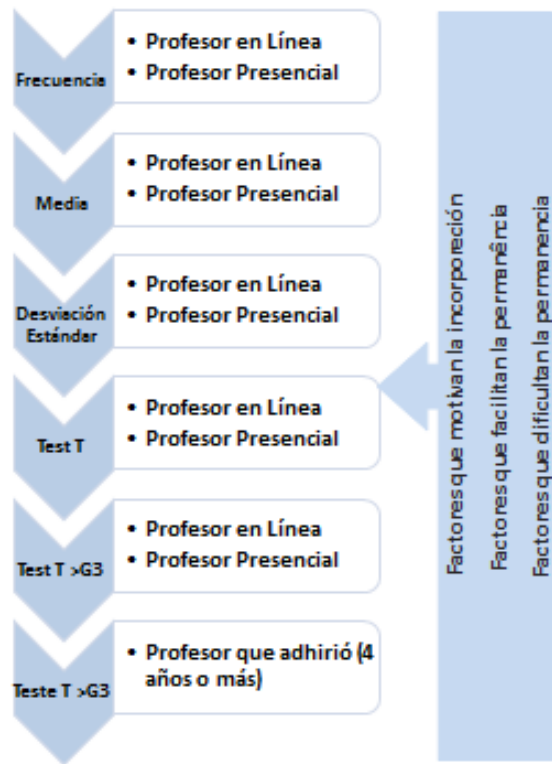 Frecuencia
• Profesor en Línea
• Profesor Presencial
Media
• Profesor en Línea
• Profesor Presencial
Desviación
Estándar
• Profesor en Línea
• Profesor Presencial
Test T
• Profesor en Línea
• Profesor Presencial
Test T >G3
• Profesor en Línea
• Profesor Presencial
Teste T >G3
• Profesor que adhirió (4
años o más)
Factores que motivan la incorporeción
Factores que facilitan la permanência
Factores que dificultan la permanencia